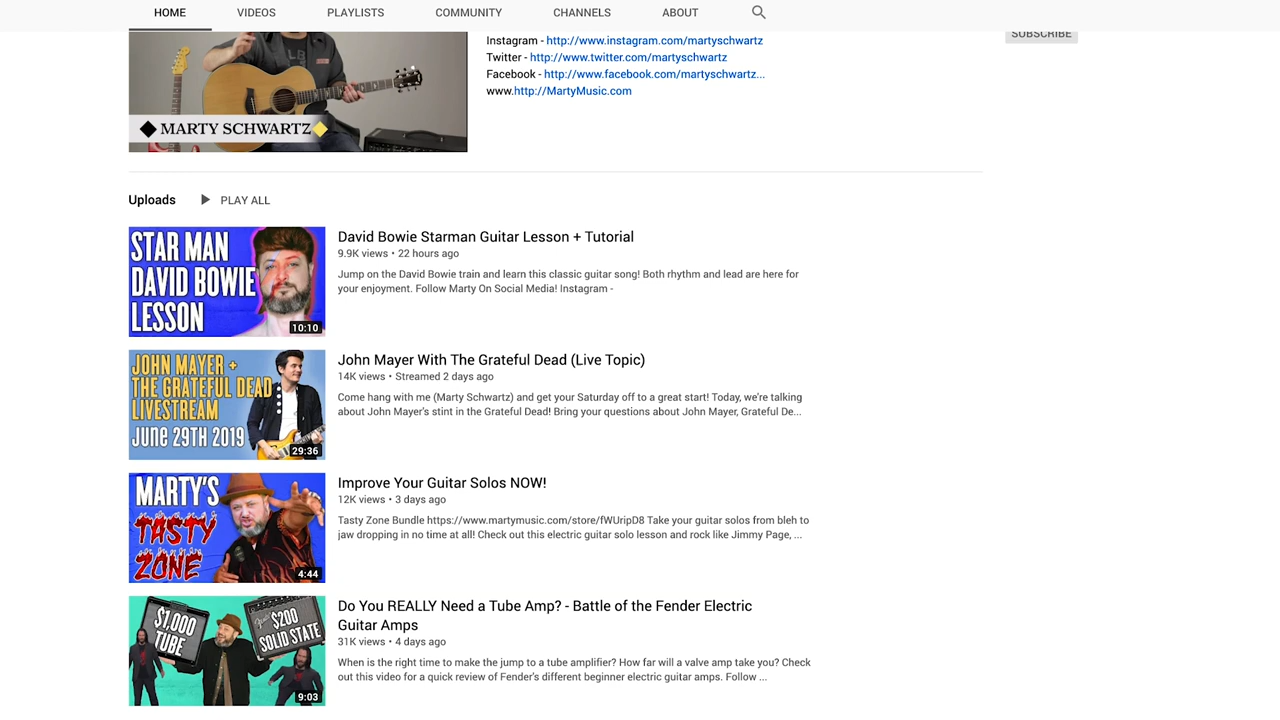 HOME VIDEOS PLAYLISTS COMMUNITY CHANNELS ABOUT
SUBSCRIBE
Instagram - http://www.instagram.com/martyschwartz
Twitter - http://www.twitter.com/martyschwartz
Facebook - http://www.facebook.com/martyschwartz...
www.http://MartyMusic.com
MARTY SCHWARTZ
Uploads PLAY ALL
STAR MAN
DAVID BOWIE
LESSON
10:10
David Bowie Starman Guitar Lesson + Tutorial
9.9K views • 22 hours ago
Jump on the David Bowie train and learn this classic guitar song! Both rhythm and lead are here for
your enjoyment. Follow Marty On Social Media! Instagram -
JOHN MAYER +
THE GRATEFUL DEAD
LIVESTREAM
June 29TH 2019
29:36
John Mayer With The Grateful Dead (Live Topic)
14K views • Streamed 2 days ago
Come hang with me (Marty Schwartz) and get your Saturday off to a great start! Today, we're talking
about John Mayer's stint in the Grateful Dead! Bring your questions about John Mayer, Grateful De...
MARTY'S
TASTY
ZONE
4:44
Improve Your Guitar Solos NOW!
12K views • 3 days ago
Tasty Zone Bundle https://www.martymusic.com/store/fWUripD8 Take your guitar solos from bleh to
jaw dropping in no time at all! Check out this electric guitar solo lesson and rock like Jimmy Page, ...
$1,000
TUBE
$200
SOLID STATE
9:03
Do You REALLY Need a Tube Amp? - Battle of the Fender Electric
Guitar Amps
31K views • 4 days ago
When is the right time to make the jump to a tube amplifier? How far will a valve amp take you? Check
out this video for a quick review of Fender's different beginner electric guitar amps. Follow ...